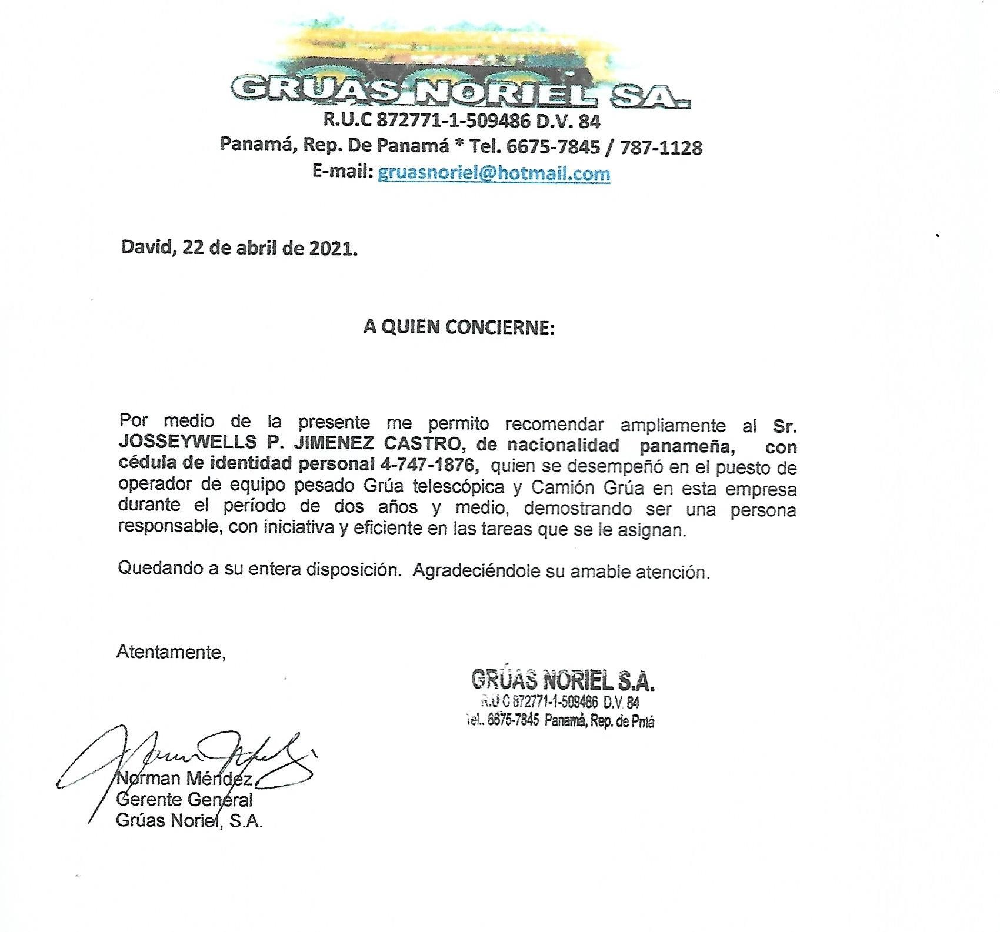 GRUAS NORIEL SA.
R.U.C 872771-1-509486 D.V. 84
Panamá, Rep. De Panamá * Tel. 6675-7845 / 787-1128
E-mail: gruasnoriel@hotmail.com
David, 22 de abril de 2021.
A QUIEN CONCIERNE:
Por medio de la presente me permito recomendar ampliamente al Sr.
JOSSEYWELLS P. JIMENEZ CASTRO, de nacionalidad panameña, con
cédula de identidad personal 4-747-1876, quien se desempeñó en el puesto de
operador de equipo pesado Grúa telescópica y Camión Grúa en esta empresa
durante el período de dos años y medio, demostrando ser una persona
responsable, con iniciativa y eficiente en las tareas que se le asignan.
Quedando a su entera disposición. Agradeciéndole su amable atención.
Atentamente,
GRÚAS NORIEL S.A.
R.U C 872771-1-509486 D.V. 84
Tel.. 6675-7845 Panamá, Rep. de Pmá
Norman Méndez
Gerente General
Grúas Noriel, S.A.